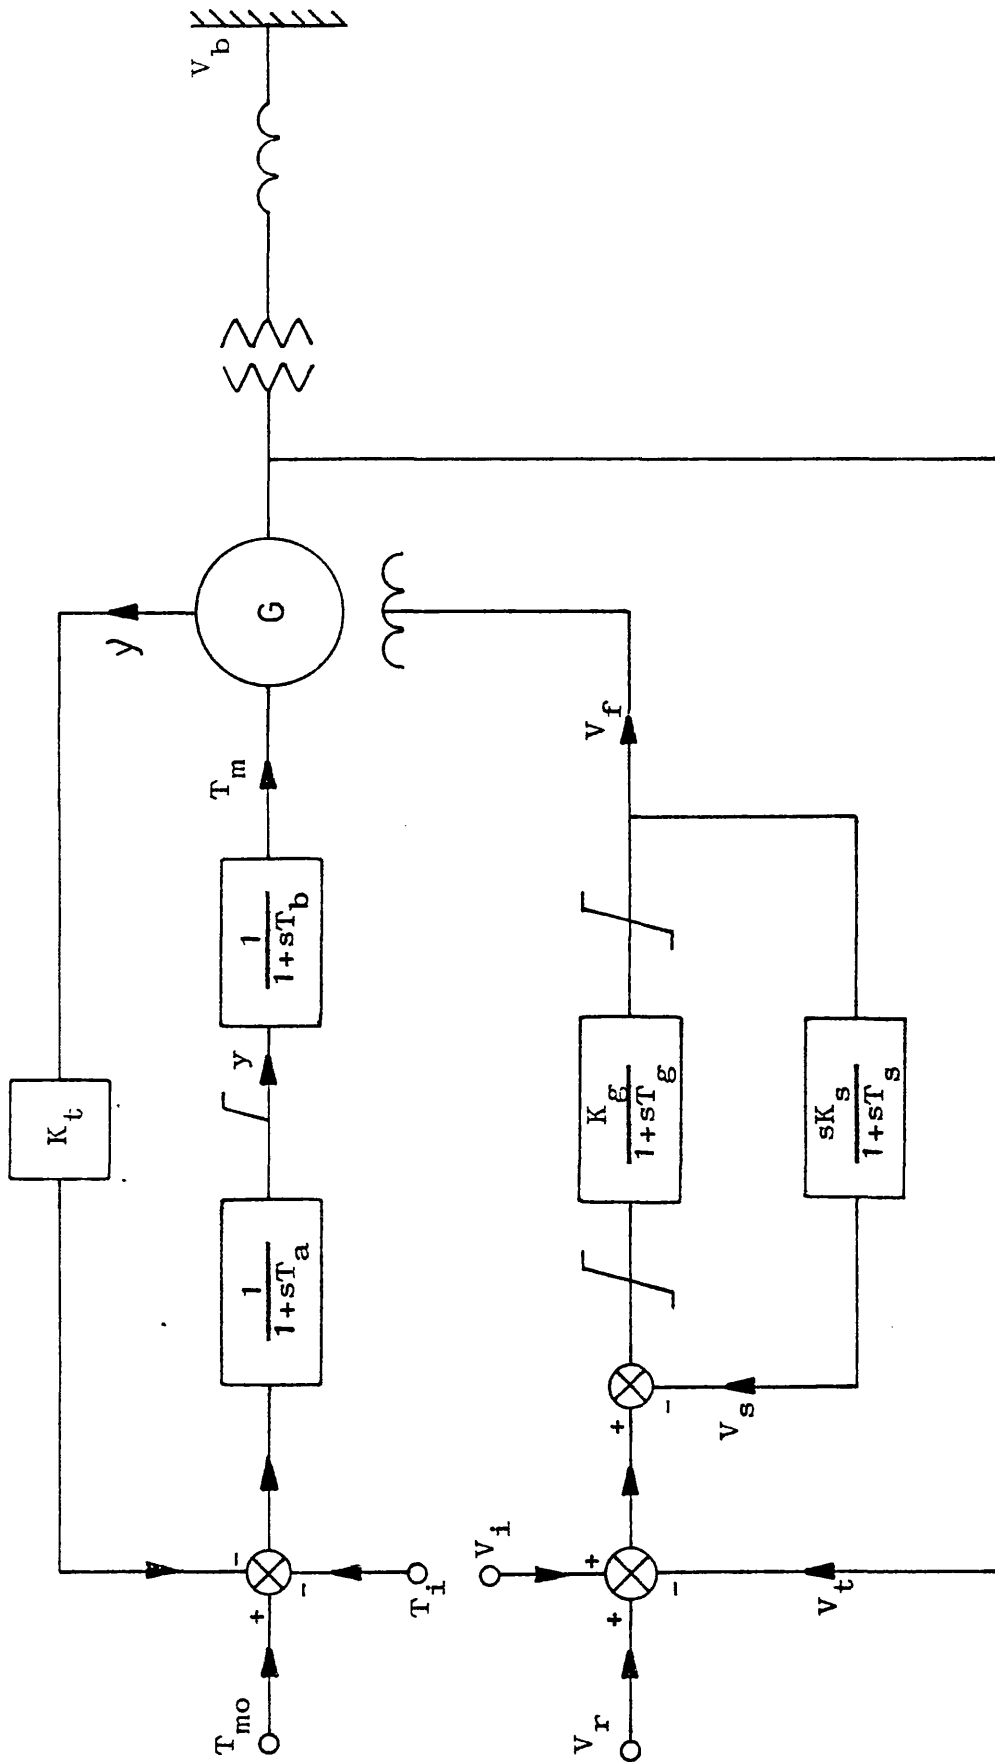 V_b
y
G
K_t
T_mo
+
-
-
T_i
1
1+sT_a
y
1
1+sT_b
T_m
V_r
+
+
-
V_i
V_t
+
-
V_s
K_g
1+sT_g
sK_s
1+sT_s
V_f